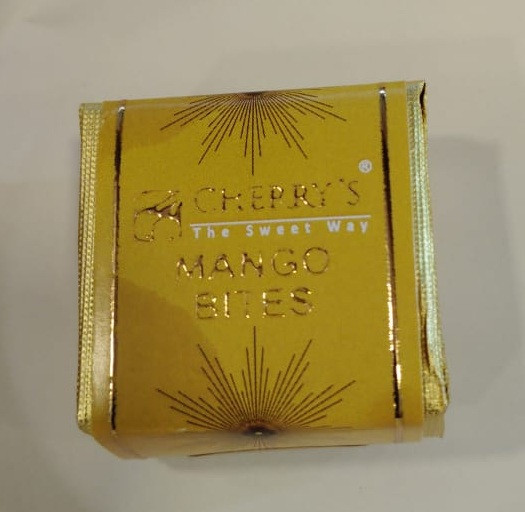 CHERRY'S®
The Sweet Way
MANGO
BITES